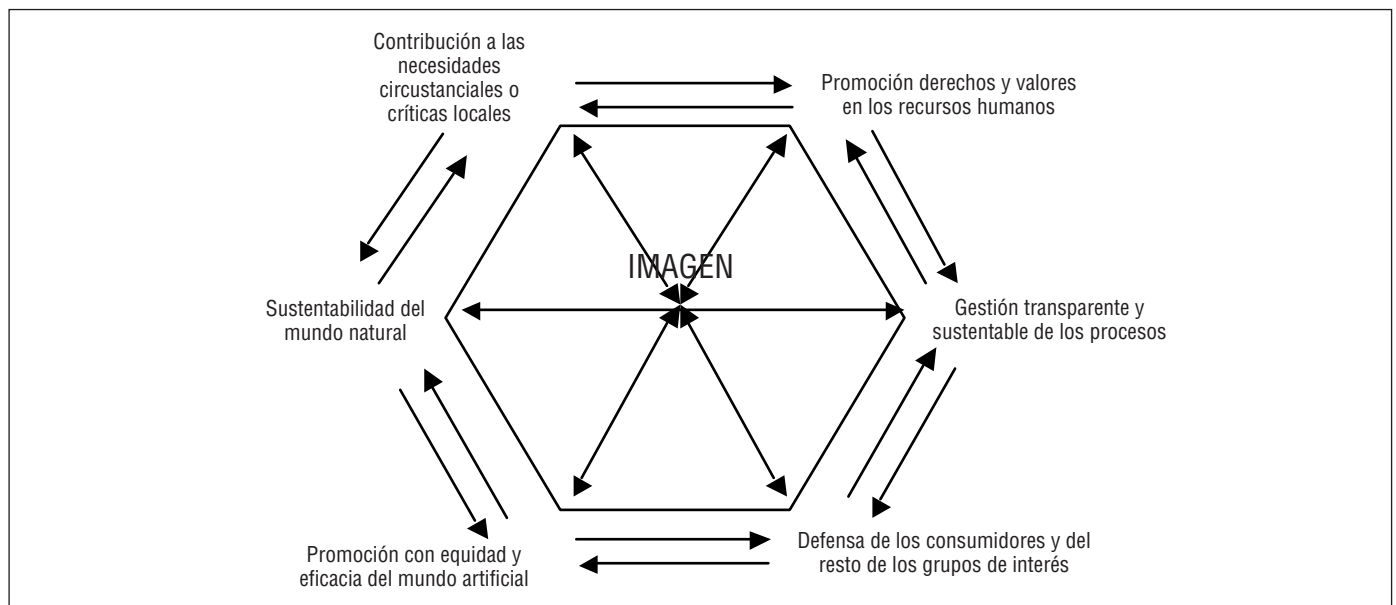 Contribución a las
necesidades
circustanciales o
críticas locales
Promoción derechos y valores
en los recursos humanos
IMAGEN
Sustentabilidad del
mundo natural
Gestión transparente y
sustentable de los procesos
Promoción con equidad y
eficacia del mundo artificial
Defensa de los consumidores y del
resto de los grupos de interés